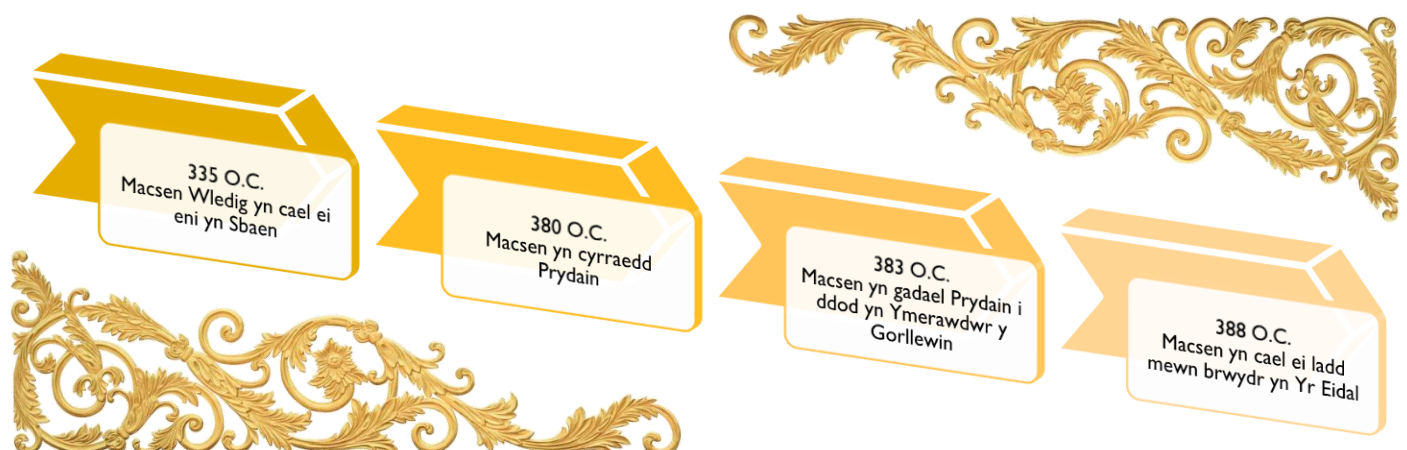 335 O.C.
Macsen Wledig yn cael ei
eni yn Sbaen
380 O.C.
Macsen yn cyrraedd
Prydain
383 O.C.
Macsen yn gadael Prydain i
ddod yn Ymerawdwr y
Gorllewin
388 O.C.
Macsen yn cael ei ladd
mewn brwydr yn Yr Eidal